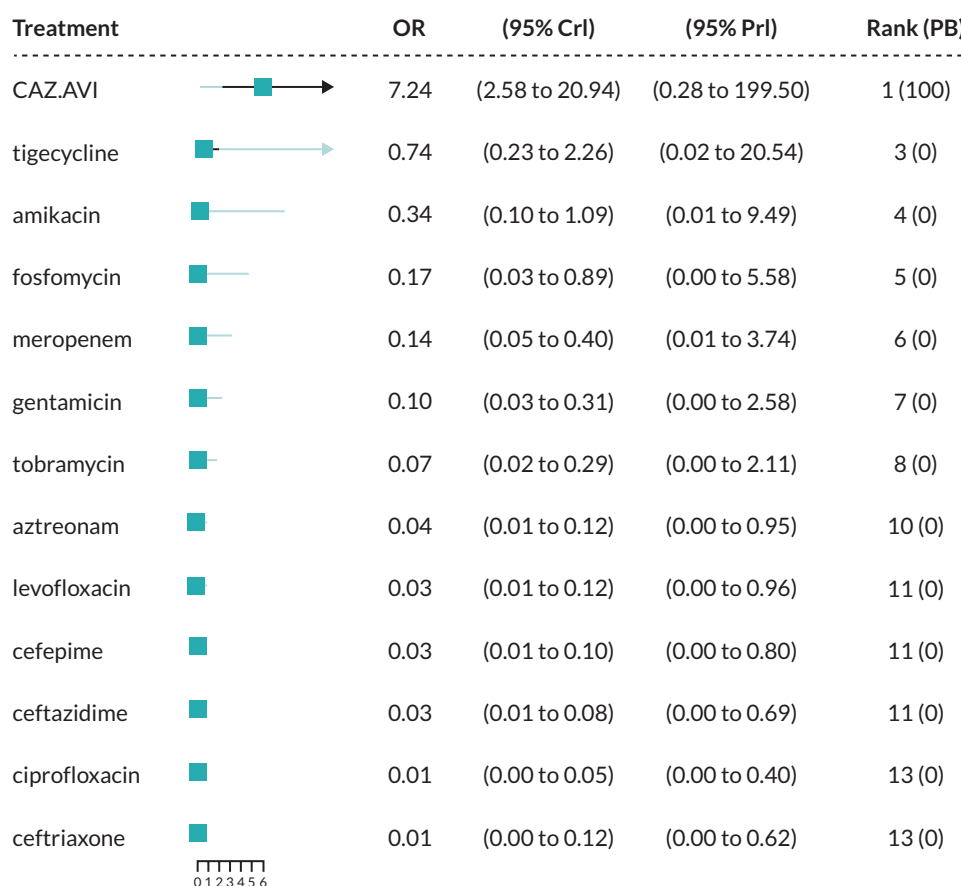 Treatment OR (95% Crl) (95% Prl) Rank (PB)
CAZ.AVI 7.24 (2.58 to 20.94) (0.28 to 199.50) 1 (100)
tigecycline 0.74 (0.23 to 2.26) (0.02 to 20.54) 3 (0)
amikacin 0.34 (0.10 to 1.09) (0.01 to 9.49) 4 (0)
fosfomycin 0.17 (0.03 to 0.89) (0.00 to 5.58) 5 (0)
meropenem 0.14 (0.05 to 0.40) (0.01 to 3.74) 6 (0)
gentamicin 0.10 (0.03 to 0.31) (0.00 to 2.58) 7 (0)
tobramycin 0.07 (0.02 to 0.29) (0.00 to 2.11) 8 (0)
aztreonam 0.04 (0.01 to 0.12) (0.00 to 0.95) 10 (0)
levofloxacin 0.03 (0.01 to 0.12) (0.00 to 0.96) 11 (0)
cefepime 0.03 (0.01 to 0.10) (0.00 to 0.80) 11 (0)
ceftazidime 0.03 (0.01 to 0.08) (0.00 to 0.69) 11 (0)
ciprofloxacin 0.01 (0.00 to 0.05) (0.00 to 0.40) 13 (0)
ceftriaxone 0.01 (0.00 to 0.12) (0.00 to 0.62) 13 (0)
0 1 2 3 4 5 6